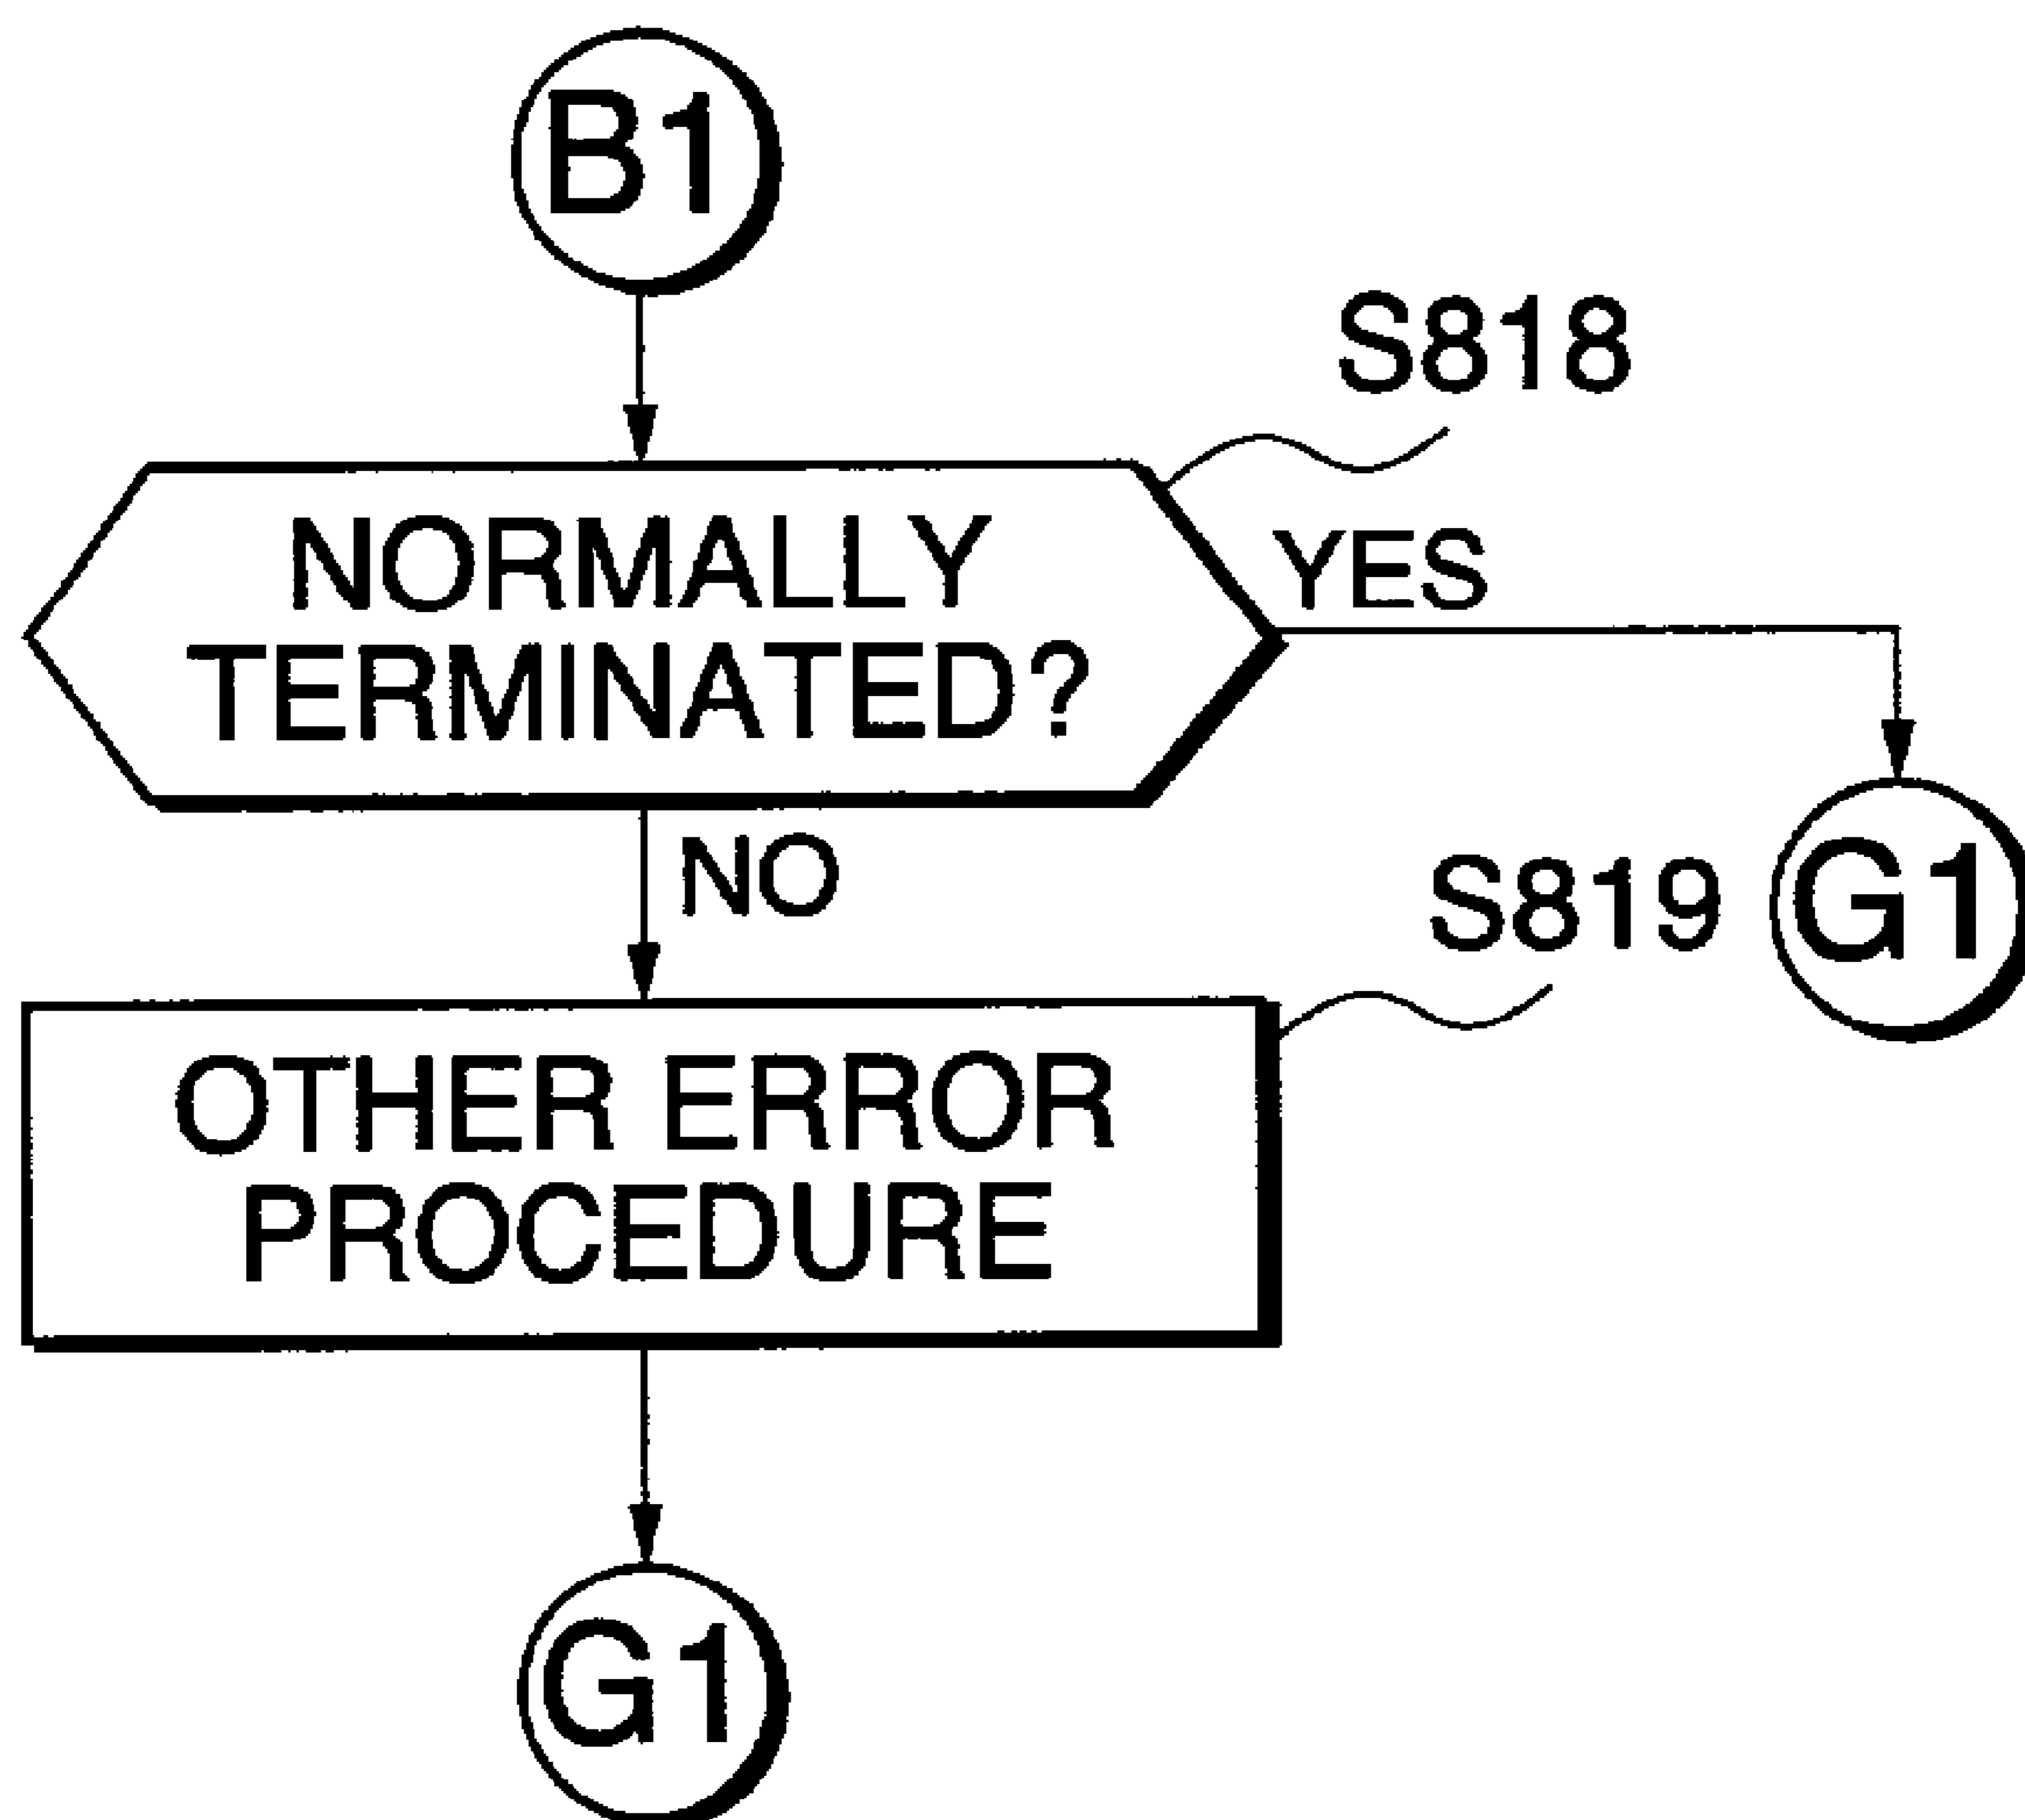 B1
S818
NORMALLY
TERMINATED?
YES
NO
S819
G1
OTHER ERROR
PROCEDURE
G1